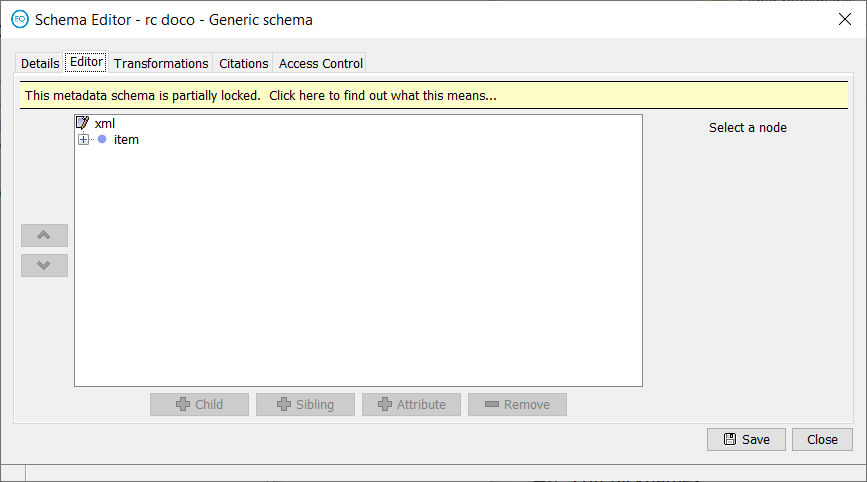 EQ Schema Editor - rc doco - Generic schema
Details Editor Transformations Citations Access Control
This metadata schema is partially locked. Click here to find out what this means...
xml
item
Select a node
Child Sibling Attribute Remove
Save Close